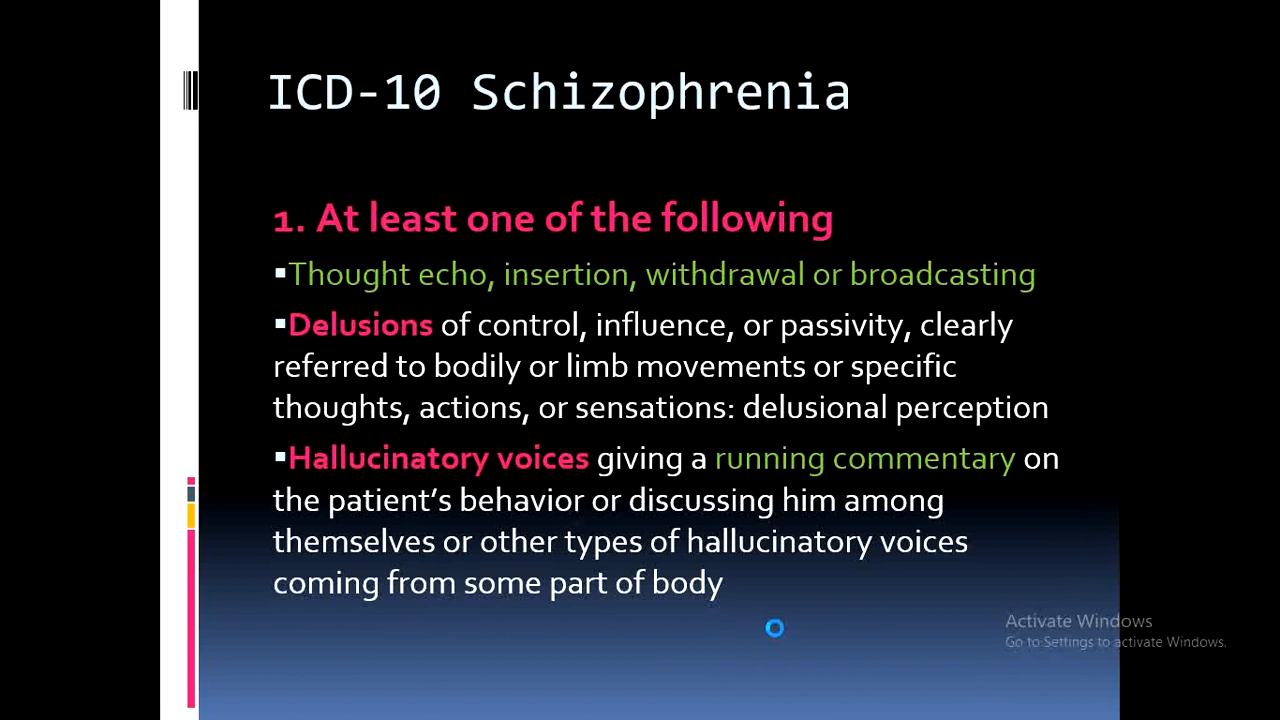 ICD-10 Schizophrenia
1. At least one of the following
▪Thought echo, insertion, withdrawal or broadcasting
▪Delusions of control, influence, or passivity, clearly
referred to bodily or limb movements or specific
thoughts, actions, or sensations: delusional perception
▪Hallucinatory voices giving a running commentary on
the patient’s behavior or discussing him among
themselves or other types of hallucinatory voices
coming from some part of body
Activate Windows
Go to Settings to activate Windows.